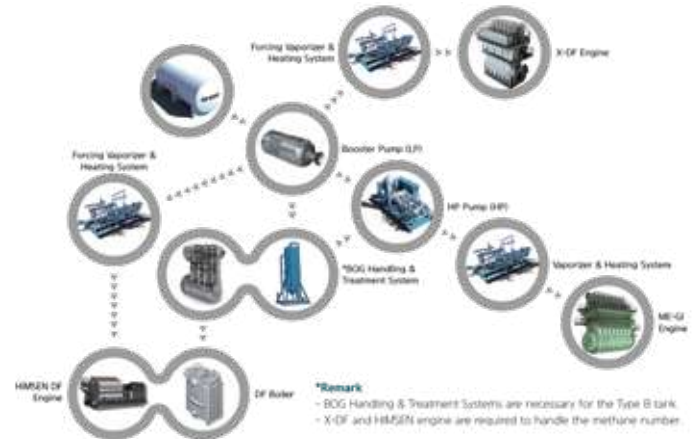 Forcing Vaporizer &
Heating System
X-DF Engine
Booster Pump (LP)
Forcing Vaporizer &
Heating System
HP Pump (HP)
*BOG Handling &
Treatment System
Vaporizer & Heating System
ME-GI
Engine
HiMSEN DF
Engine
DF Boiler
*Remark
- BOG Handling & Treatment Systems are necessary for the Type B tank.
- X-DF and HiMSEN engine are required to handle the methane number.